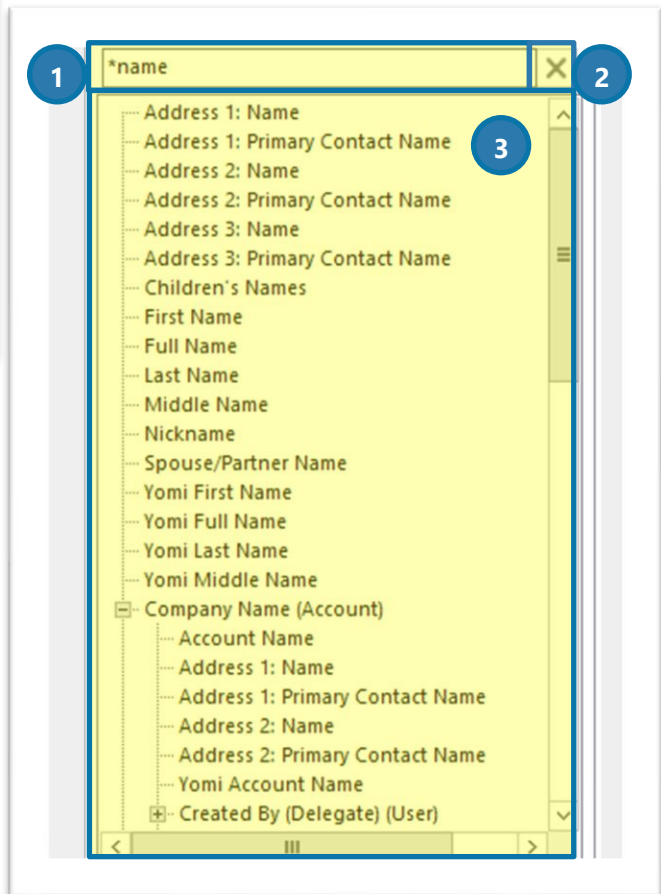 1 *name 2
Address 1: Name
Address 1: Primary Contact Name
3
Address 2: Name
Address 2: Primary Contact Name
Address 3: Name
Address 3: Primary Contact Name
Children's Names
First Name
Full Name
Last Name
Middle Name
Nickname
Spouse/Partner Name
Yomi First Name
Yomi Full Name
Yomi Last Name
Yomi Middle Name
Company Name (Account)
Account Name
Address 1: Name
Address 1: Primary Contact Name
Address 2: Name
Address 2: Primary Contact Name
Yomi Account Name
Created By (Delegate) (User)